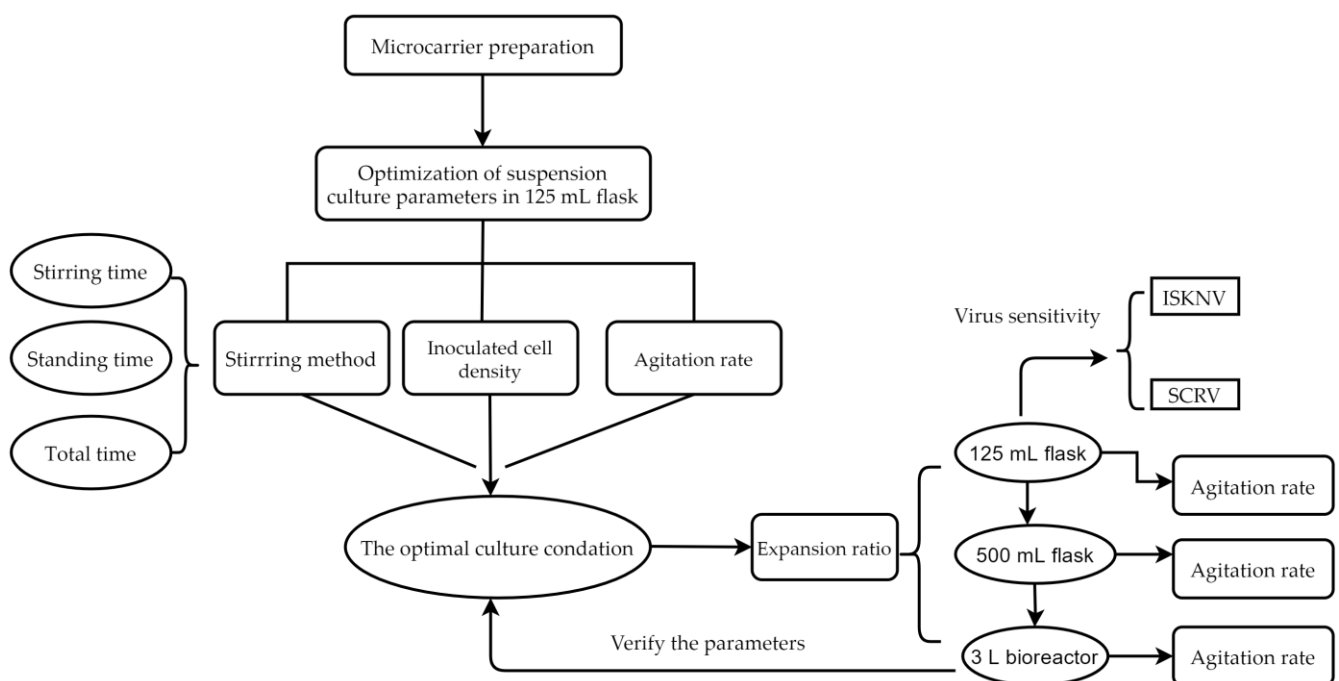 Microcarrier preparation
Optimization of suspension
culture parameters in 125 mL flask
Stirring time
Standing time
Total time
Stirrring method
Inoculated cell
density
Agitation rate
The optimal culture condation
Expansion ratio
Virus sensitivity
ISKNV
SCRV
125 mL flask
Agitation rate
500 mL flask
Agitation rate
3 L bioreactor
Agitation rate
Verify the parameters